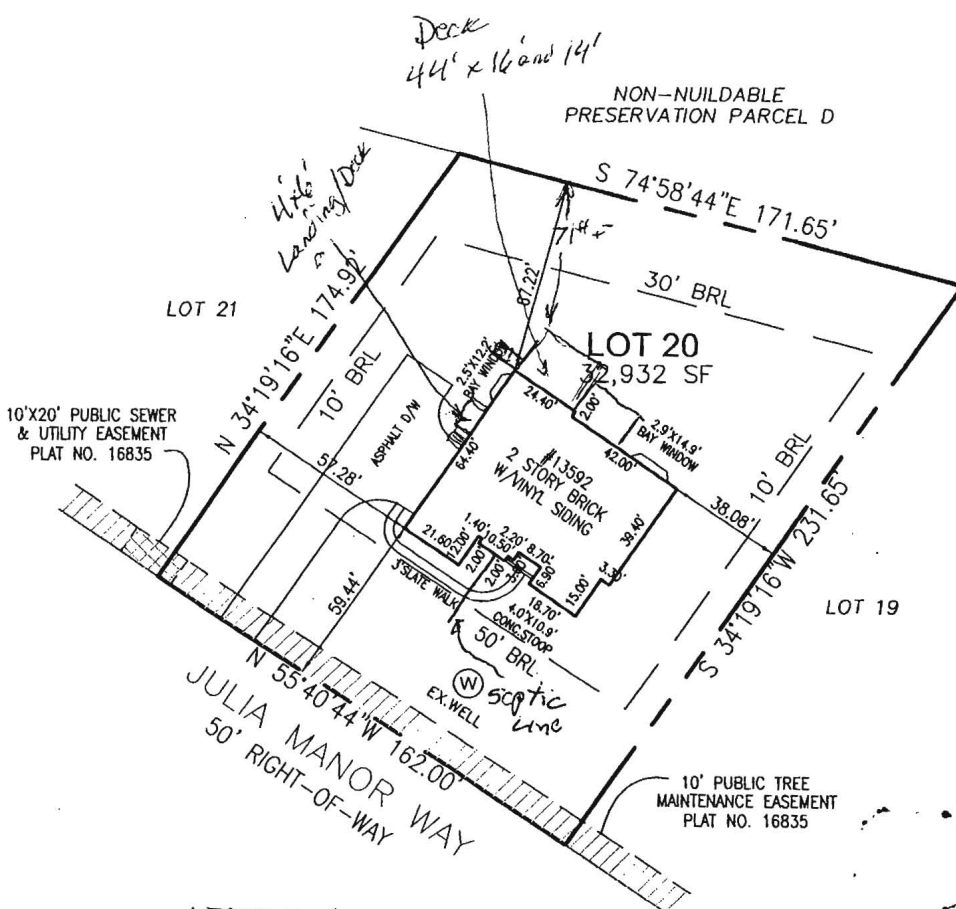 Deck
44' x 16' and 14'
NON-NUILDABLE
PRESERVATION PARCEL D
4'x6'
Landing/Deck
S 74°58'44"E 171.65'
87.22'
30' BRL
LOT 21
N 34°19'16"E 174.92'
10' BRL
LOT 20
32,932 SF
2.5'X12.2'
BAY WINDOW
24.40'
2.00'
2.9'X14.9'
BAY WINDOW
42.00'
10' BRL
10'X20' PUBLIC SEWER
& UTILITY EASEMENT
PLAT NO. 16835
ASPHALT D/W
57.28'
64.40'
#13592
2 STORY BRICK
W/VINYL SIDING
38.08'
39.40'
S 34°19'16"W 231.65'
21.60'
12.00'
1.40'
2.00'
10.50'
2.00'
2.20'
8.70'
6.90'
3.30'
15.00'
18.70'
4.0'X10.9'
CONC.STOOP
3'SLATE WALK
59.44'
50' BRL
LOT 19
W
EX.WELL
septic
line
N 55°40'44"W 162.00'
JULIA MANOR WAY
50' RIGHT-OF-WAY
10' PUBLIC TREE
MAINTENANCE EASEMENT
PLAT NO. 16835